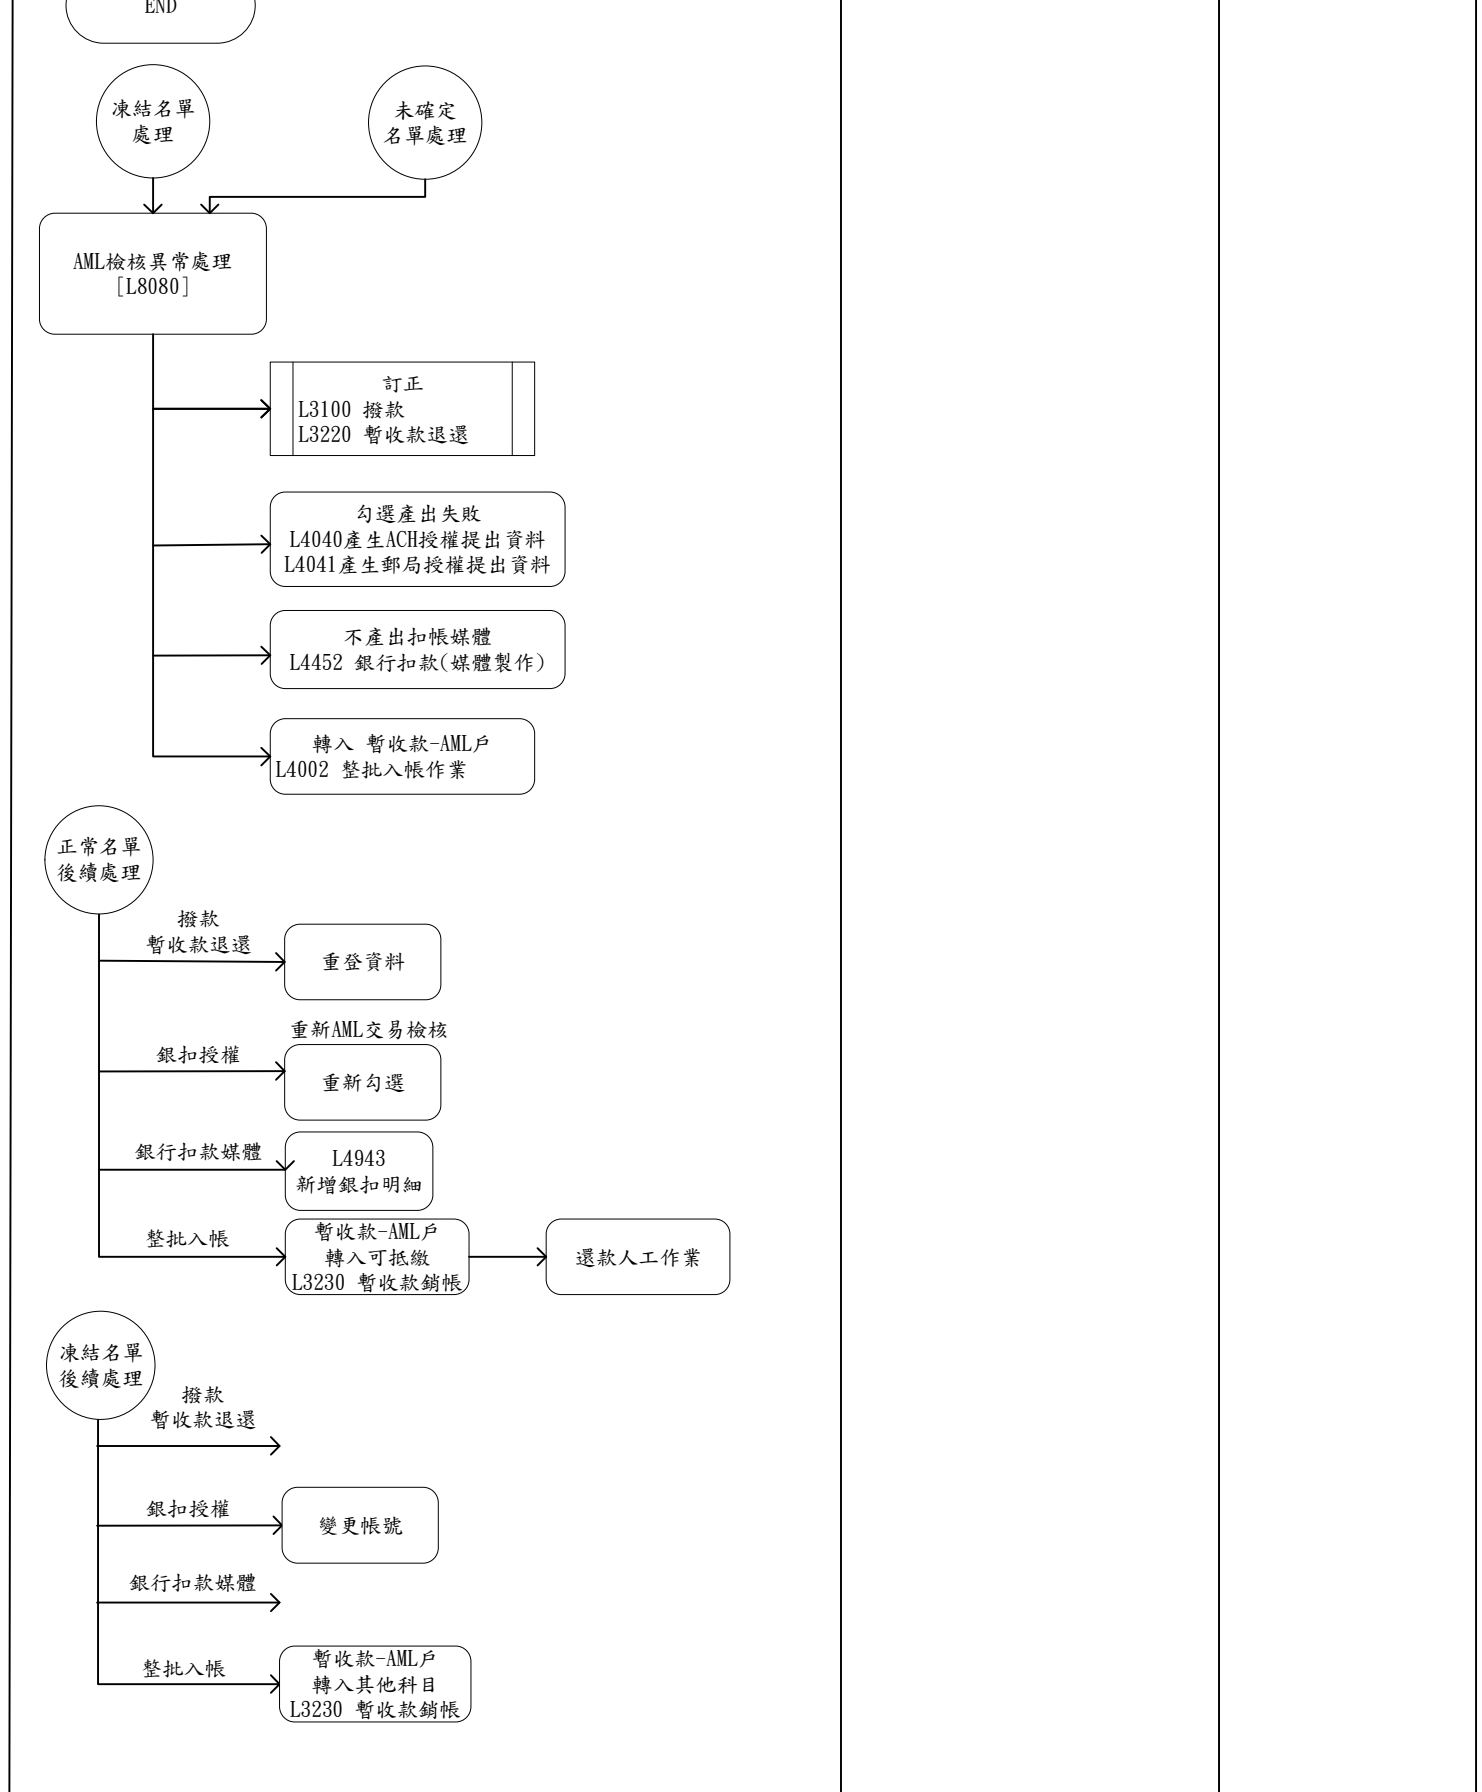 END
凍結名單
處理
未確定
名單處理
AML檢核異常處理
[L8080]
訂正
L3100 撥款
L3220 暫收款退還
勾選產出失敗
L4040產生ACH授權提出資料
L4041產生郵局授權提出資料
不產出扣帳媒體
L4452 銀行扣款(媒體製作)
轉入 暫收款-AML戶
L4002 整批入帳作業
正常名單
後續處理
撥款
暫收款退還
重登資料
重新AML交易檢核
銀扣授權
重新勾選
銀行扣款媒體
L4943
新增銀扣明細
整批入帳
暫收款-AML戶
轉入可抵繳
L3230 暫收款銷帳
還款人工作業
凍結名單
後續處理
撥款
暫收款退還
銀扣授權
變更帳號
銀行扣款媒體
整批入帳
暫收款-AML戶
轉入其他科目
L3230 暫收款銷帳